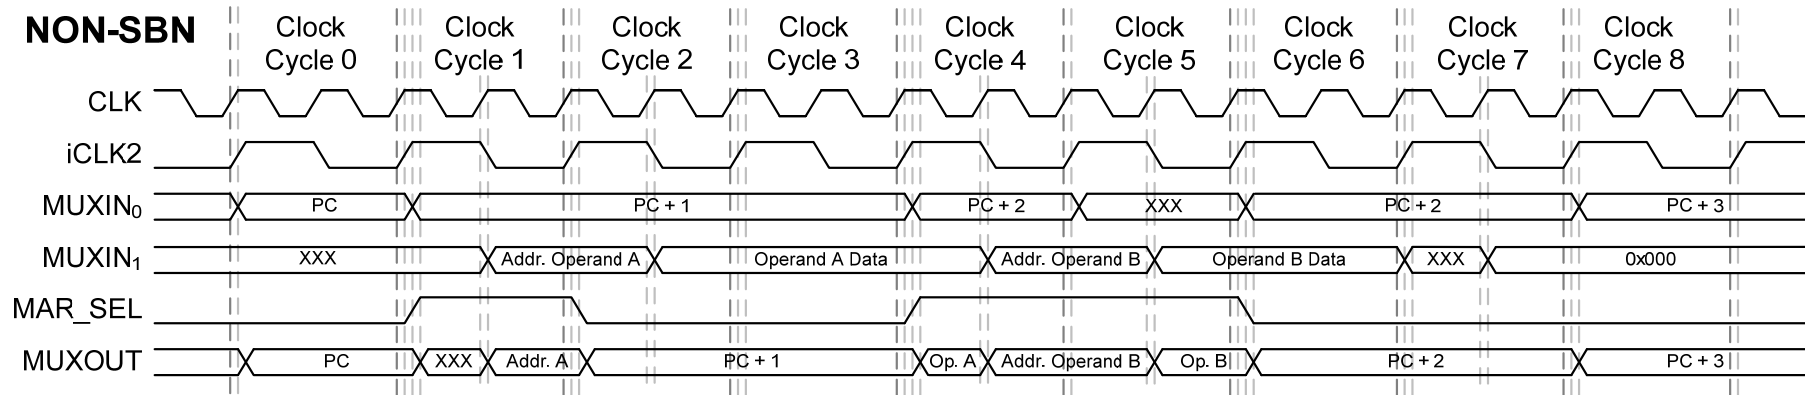 NON-SBN
Clock Cycle 0
Clock Cycle 1
Clock Cycle 2
Clock Cycle 3
Clock Cycle 4
Clock Cycle 5
Clock Cycle 6
Clock Cycle 7
Clock Cycle 8
CLK
iCLK2
MUXIN0 PC PC + 1 PC + 2 XXX PC + 2 PC + 3
MUXIN1 XXX Addr. Operand A Operand A Data Addr. Operand B Operand B Data XXX 0x000
MAR_SEL
MUXOUT PC XXX Addr. A PC + 1 Op. A Addr. Operand B Op. B PC + 2 PC + 3